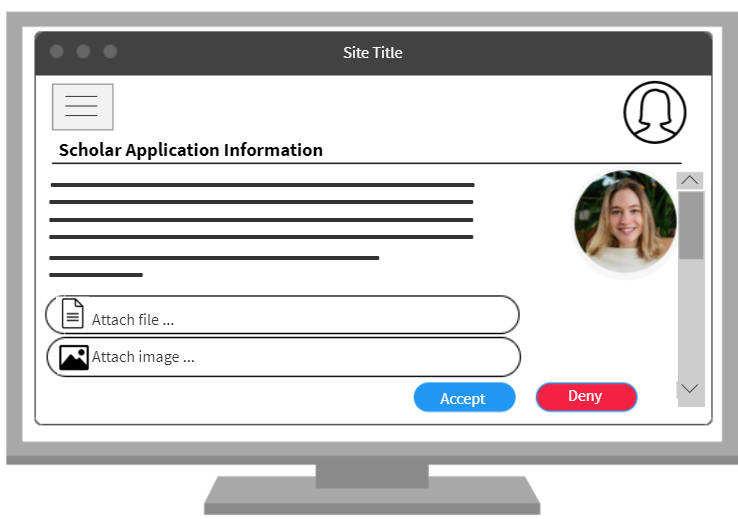 Site Title
Scholar Application Information
Attach file ...
Attach image ...
Accept
Deny